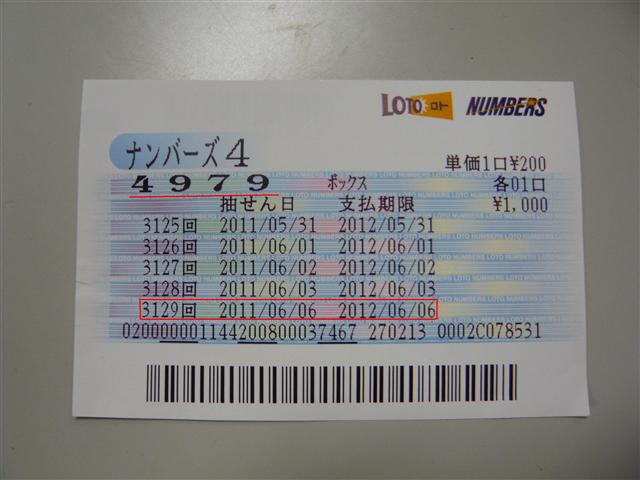 LOTO NUMBERS
ナンバーズ4
単価1口¥200
4979 ボックス 各01口
抽せん日 支払期限 ¥1,000
3125回 2011/05/31 2012/05/31
3126回 2011/06/01 2012/06/01
3127回 2011/06/02 2012/06/02
3128回 2011/06/03 2012/06/03
3129回 2011/06/06 2012/06/06
02000000114420080003​7467 270213 0002C078531